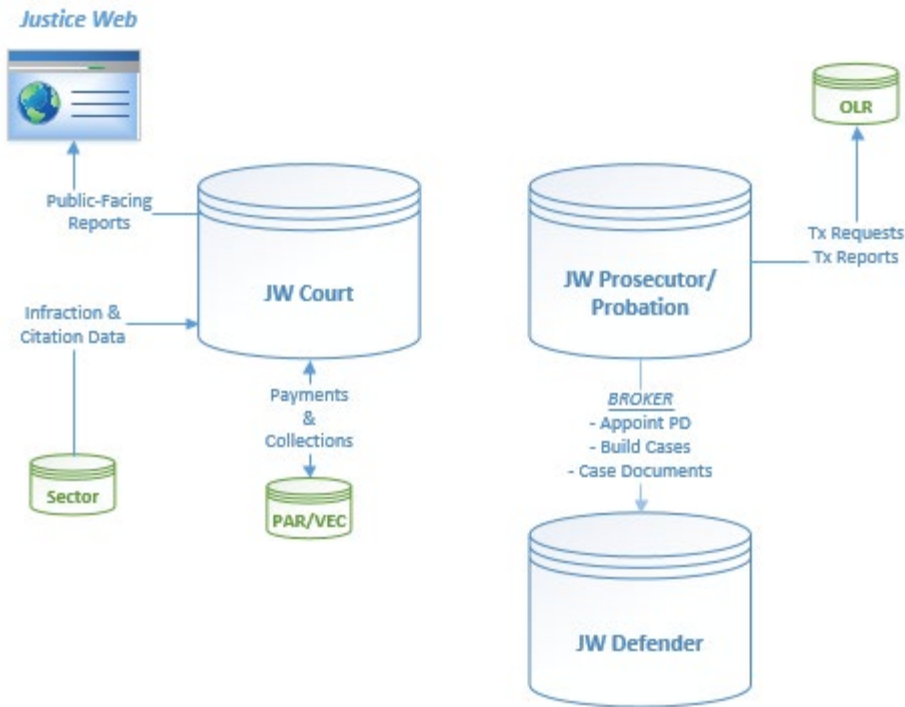 Justice Web
OLR
Public-Facing
Reports
Tx Requests
Tx Reports
JW Court
JW Prosecutor/
Probation
Infraction &
Citation Data
Payments
&
Collections
BROKER
- Appoint PD
- Build Cases
- Case Documents
Sector
PAR/VEC
JW Defender